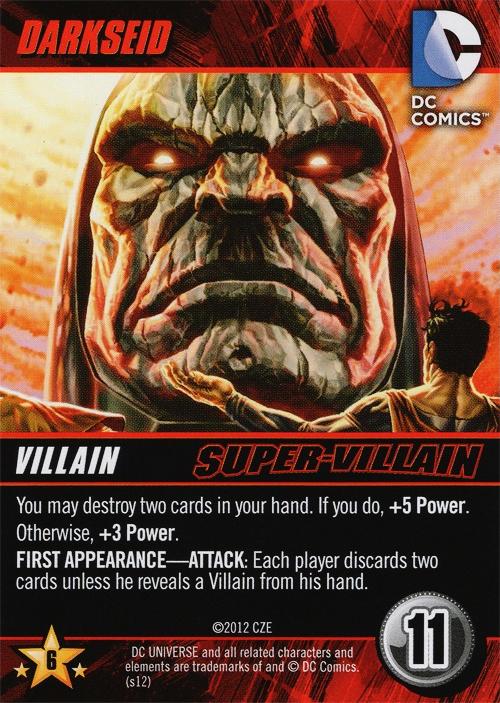 DARKSEID
DC
DC
COMICS™
VILLAIN
SUPER-VILLAIN
You may destroy two cards in your hand. If you do, +5 Power.
Otherwise, +3 Power.
FIRST APPEARANCE—ATTACK: Each player discards two
cards unless he reveals a Villain from his hand.
©2012 CZE
6
DC UNIVERSE and all related characters and
elements are trademarks of and © DC Comics.
(s12)
11